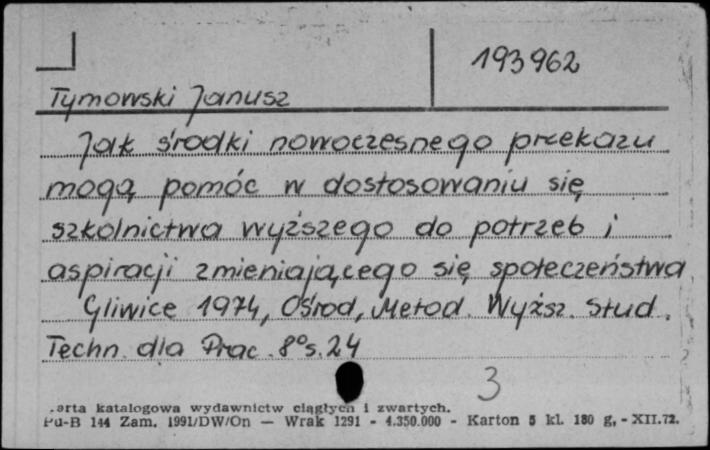 193962
Tymowski Janusz
Jak środki nowoczesnego przekazu
mogą pomóc w dostosowaniu się
szkolnictwa wyższego do potrzeb i
aspiracji zmieniającego się społeczeństwa
Gliwice 1974, Ośrod, Metod. Wyższ. Stud.
Techn. dla Prac. 8° s. 24
3
arta katalogowa wydawnictw ciągłych i zwartych.
Pu-B 144 Zam. 1991/DW/On — Wrak 1291 - 4.350.000 - Karton 5 kl. 180 g. - XII.72.